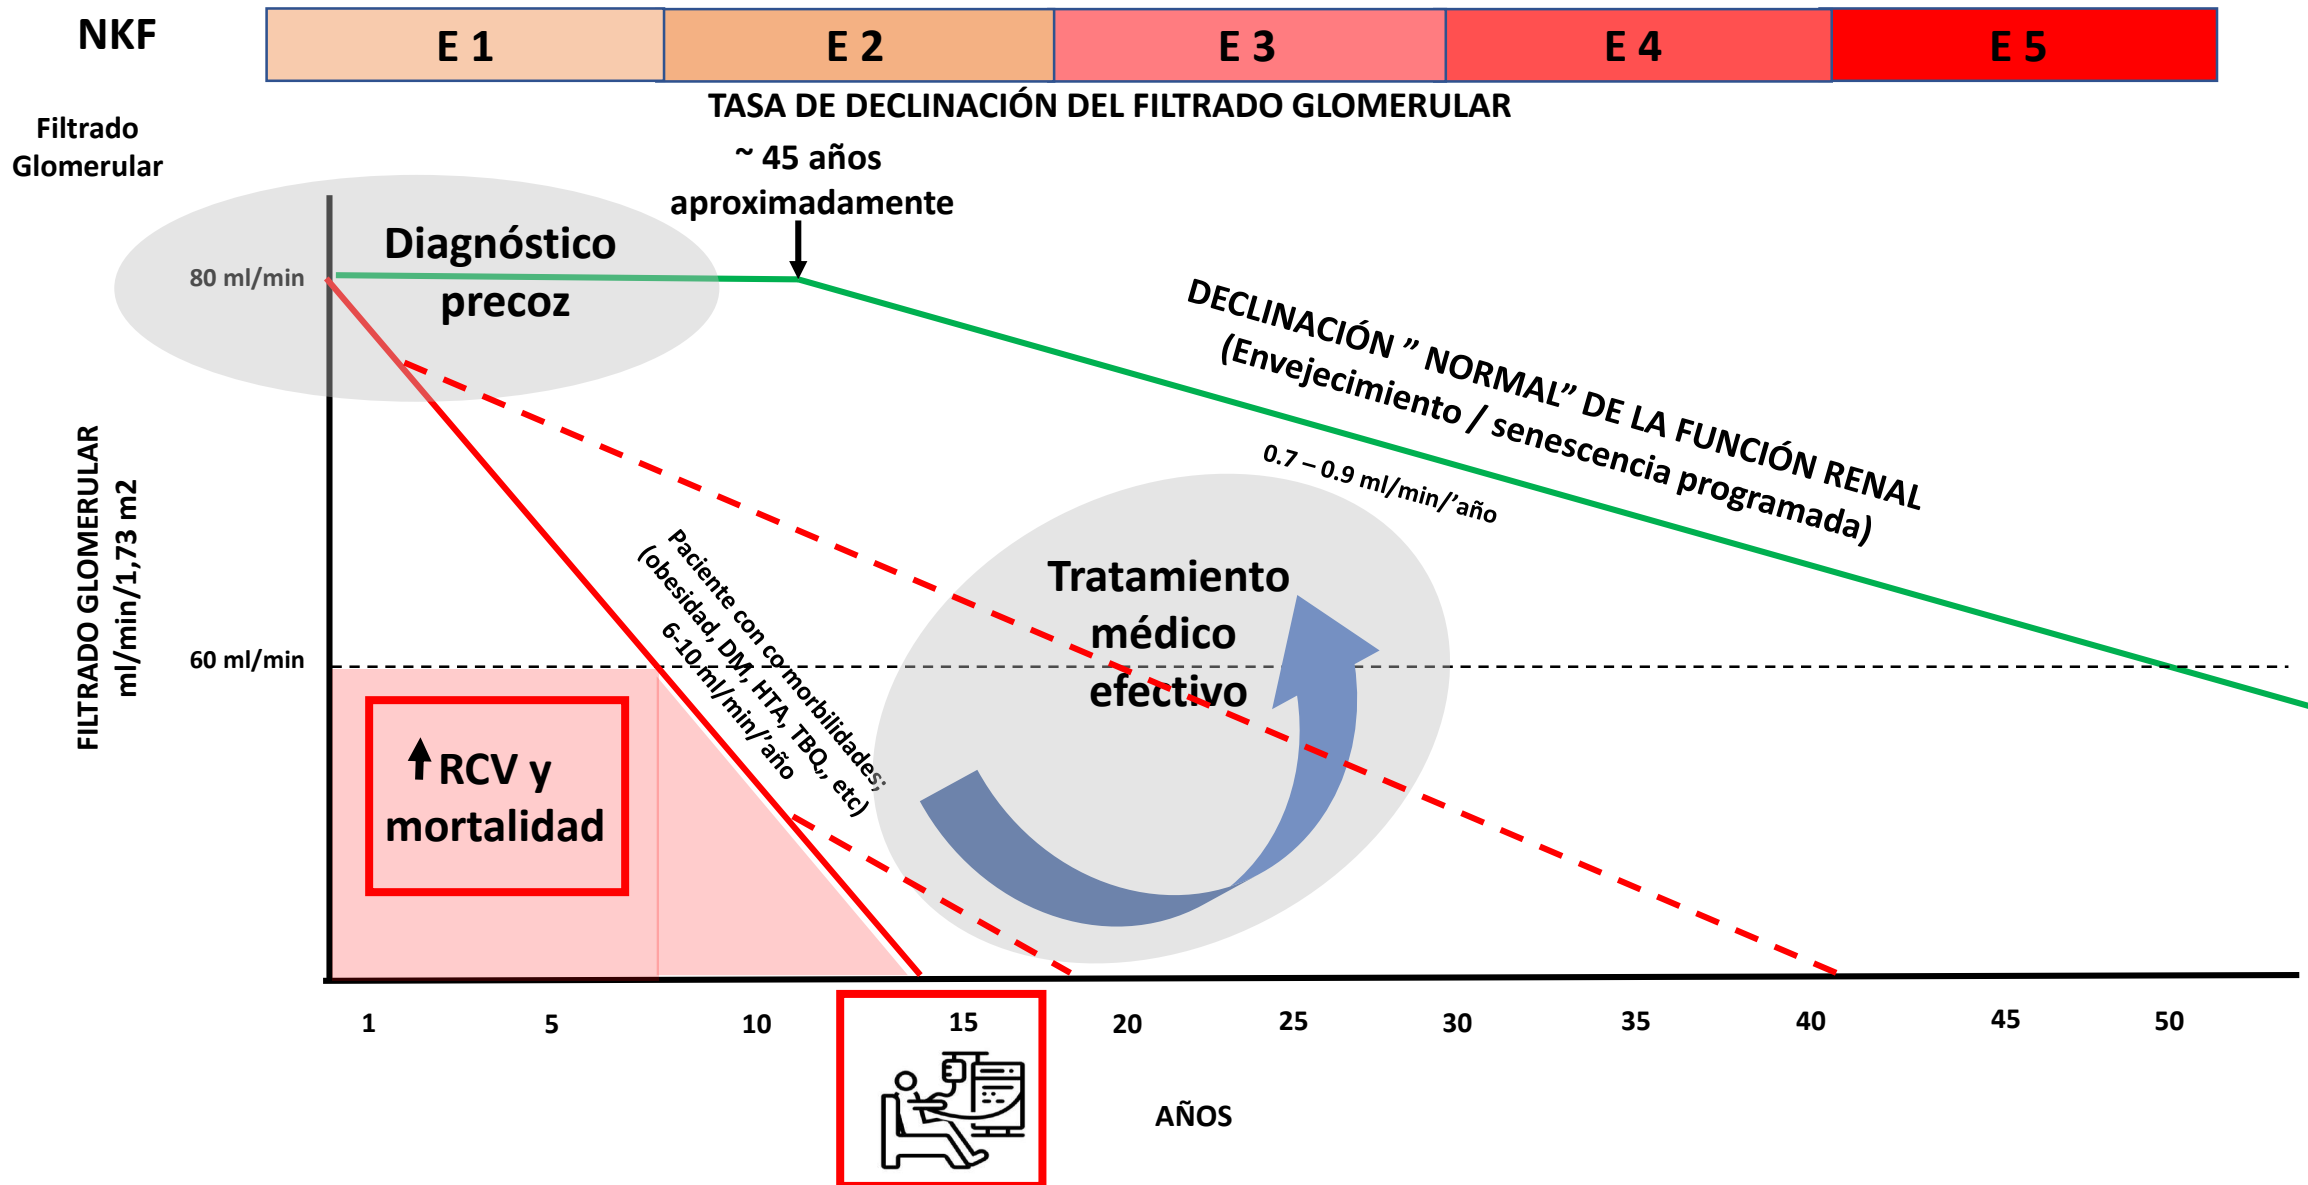 NKF
E 1
E 2
E 3
E 4
E 5
TASA DE DECLINACIÓN DEL FILTRADO GLOMERULAR
Filtrado
Glomerular
~ 45 años
aproximadamente
Diagnóstico
precoz
80 ml/min
DECLINACIÓN ” NORMAL” DE LA FUNCIÓN RENAL
(Envejecimiento / senescencia programada)
0.7 – 0.9 ml/min/’año
FILTRADO GLOMERULAR
ml/min/1,73 m2
Paciente con comorbilidades;
(obesidad, DM, HTA, TBQ,, etc)
6-10 ml/min/’año
Tratamiento
médico
efectivo
60 ml/min
RCV y
mortalidad
1
5
10
15
20
25
30
35
40
45
50
AÑOS